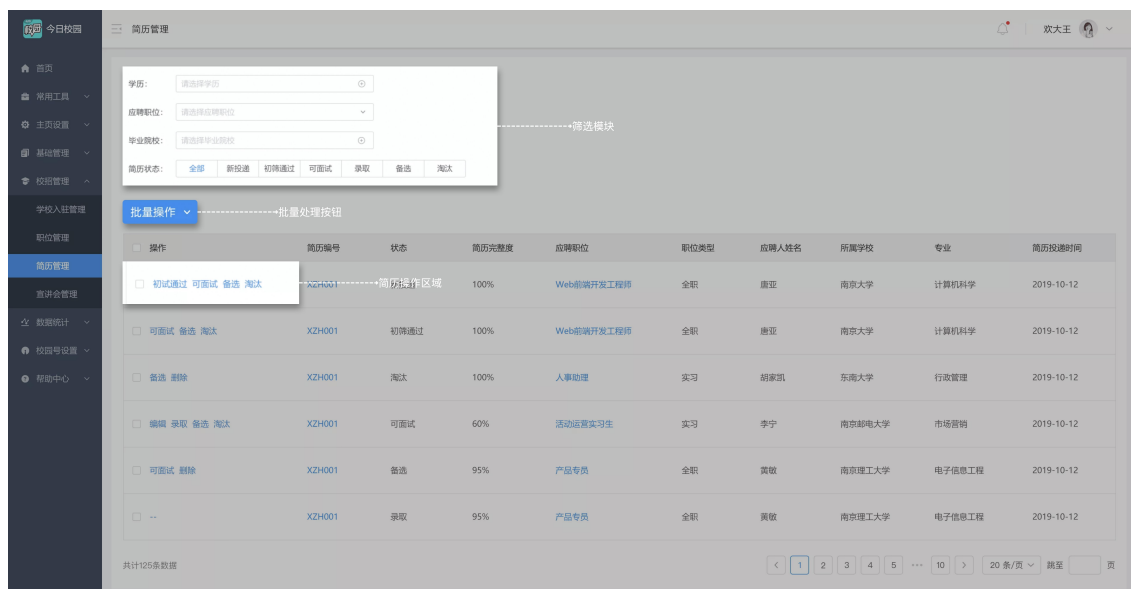 校园 今日校园
简历管理
欢大王
首页
常用工具
主页设置
基础管理
校招管理
学校入驻管理
职位管理
简历管理
宣讲会管理
数据统计
校园号设置
帮助中心
学历: 请选择学历
应聘职位: 请选择应聘职位
毕业院校: 请选择毕业院校
简历状态: 全部 新投递 初筛通过 可面试 录取 备选 淘汰
筛选模块
批量操作 批量处理按钮
操作 简历编号 状态 简历完整度 应聘职位 职位类型 应聘人姓名 所属学校 专业 简历投递时间
初试通过 可面试 备选 淘汰 XZH001 简历操作区域 100% Web前端开发工程师 全职 唐亚 南京大学 计算机科学 2019-10-12
可面试 备选 淘汰 XZH001 初筛通过 100% Web前端开发工程师 全职 唐亚 南京大学 计算机科学 2019-10-12
备选 删除 XZH001 淘汰 100% 人事助理 实习 胡家凯 东南大学 行政管理 2019-10-12
编辑 录取 备选 淘汰 XZH001 可面试 60% 活动运营实习生 实习 李宁 南京邮电大学 市场营销 2019-10-12
可面试 删除 XZH001 备选 95% 产品专员 全职 黄敏 南京理工大学 电子信息工程 2019-10-12
-- XZH001 录取 95% 产品专员 全职 黄敏 南京理工大学 电子信息工程 2019-10-12
共计125条数据 < 1 2 3 4 5 ··· 10 > 20 条/页 跳至 页